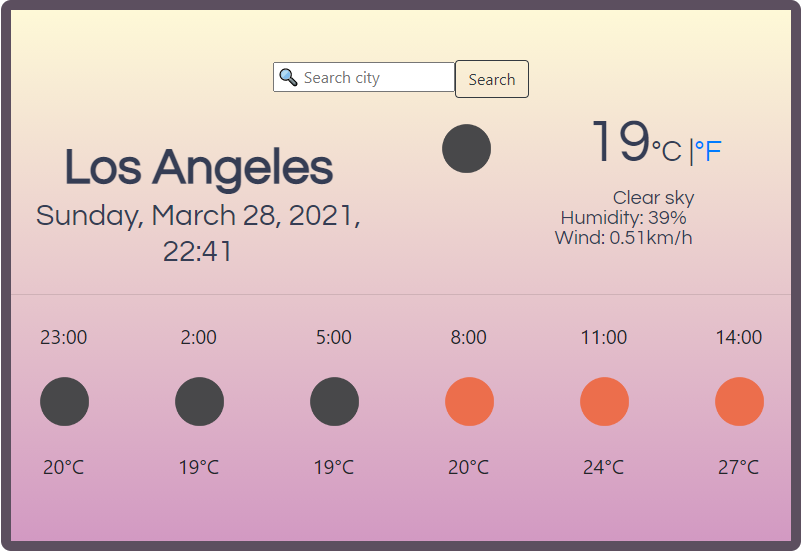 Search city
Search
Los Angeles
Sunday, March 28, 2021,
22:41
19°C |°F
Clear sky
Humidity: 39%
Wind: 0.51km/h
23:00 2:00 5:00 8:00 11:00 14:00
20°C 19°C 19°C 20°C 24°C 27°C